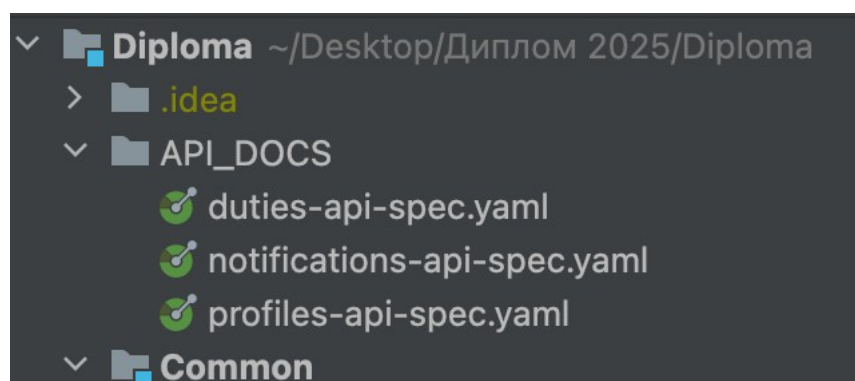 Diploma ~/Desktop/Диплом 2025/Diploma
.idea
API_DOCS
duties-api-spec.yaml
notifications-api-spec.yaml
profiles-api-spec.yaml
Common